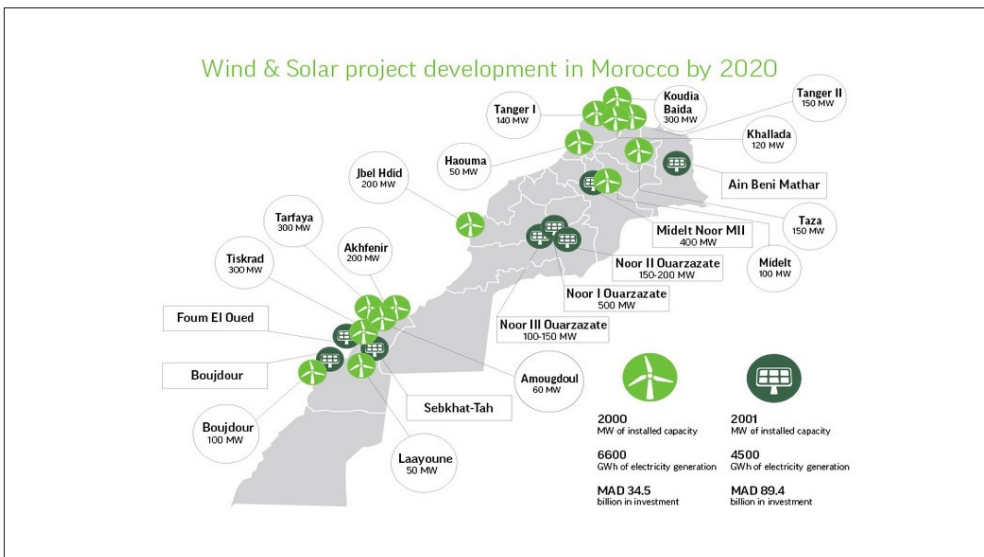 Wind & Solar project development in Morocco by 2020
Tanger I
140 MW
Koudia
Baida
300 MW
Tanger II
150 MW
Khallada
120 MW
Haouma
50 MW
Jbel Hdid
200 MW
Ain Beni Mathar
Tarfaya
300 MW
Taza
150 MW
Akhfenir
200 MW
Midelt Noor MII
400 MW
Tiskrad
300 MW
Midelt
100 MW
Noor II Ouarzazate
150-200 MW
Noor I Ouarzazate
500 MW
Foum El Oued
Noor III Ouarzazate
100-150 MW
Boujdour
Amougdoul
60 MW
Sebkhat-Tah
Boujdour
100 MW
Laayoune
50 MW
2000
MW of installed capacity
6600
GWh of electricity generation
MAD 34.5
billion in investment
2001
MW of installed capacity
4500
GWh of electricity generation
MAD 89.4
billion in investment